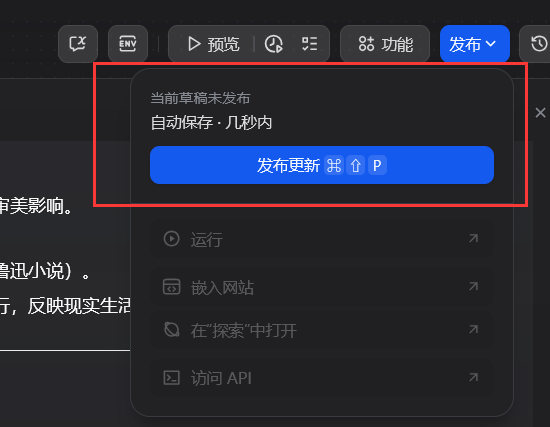 ENV
预览
功能
发布
当前草稿未发布
自动保存 · 几秒内
发布更新 ⌘ ⇧ P
审美影响。
运行
嵌入网站
鲁迅小说）。
行，反映现实生活
在“探索”中打开
访问 API